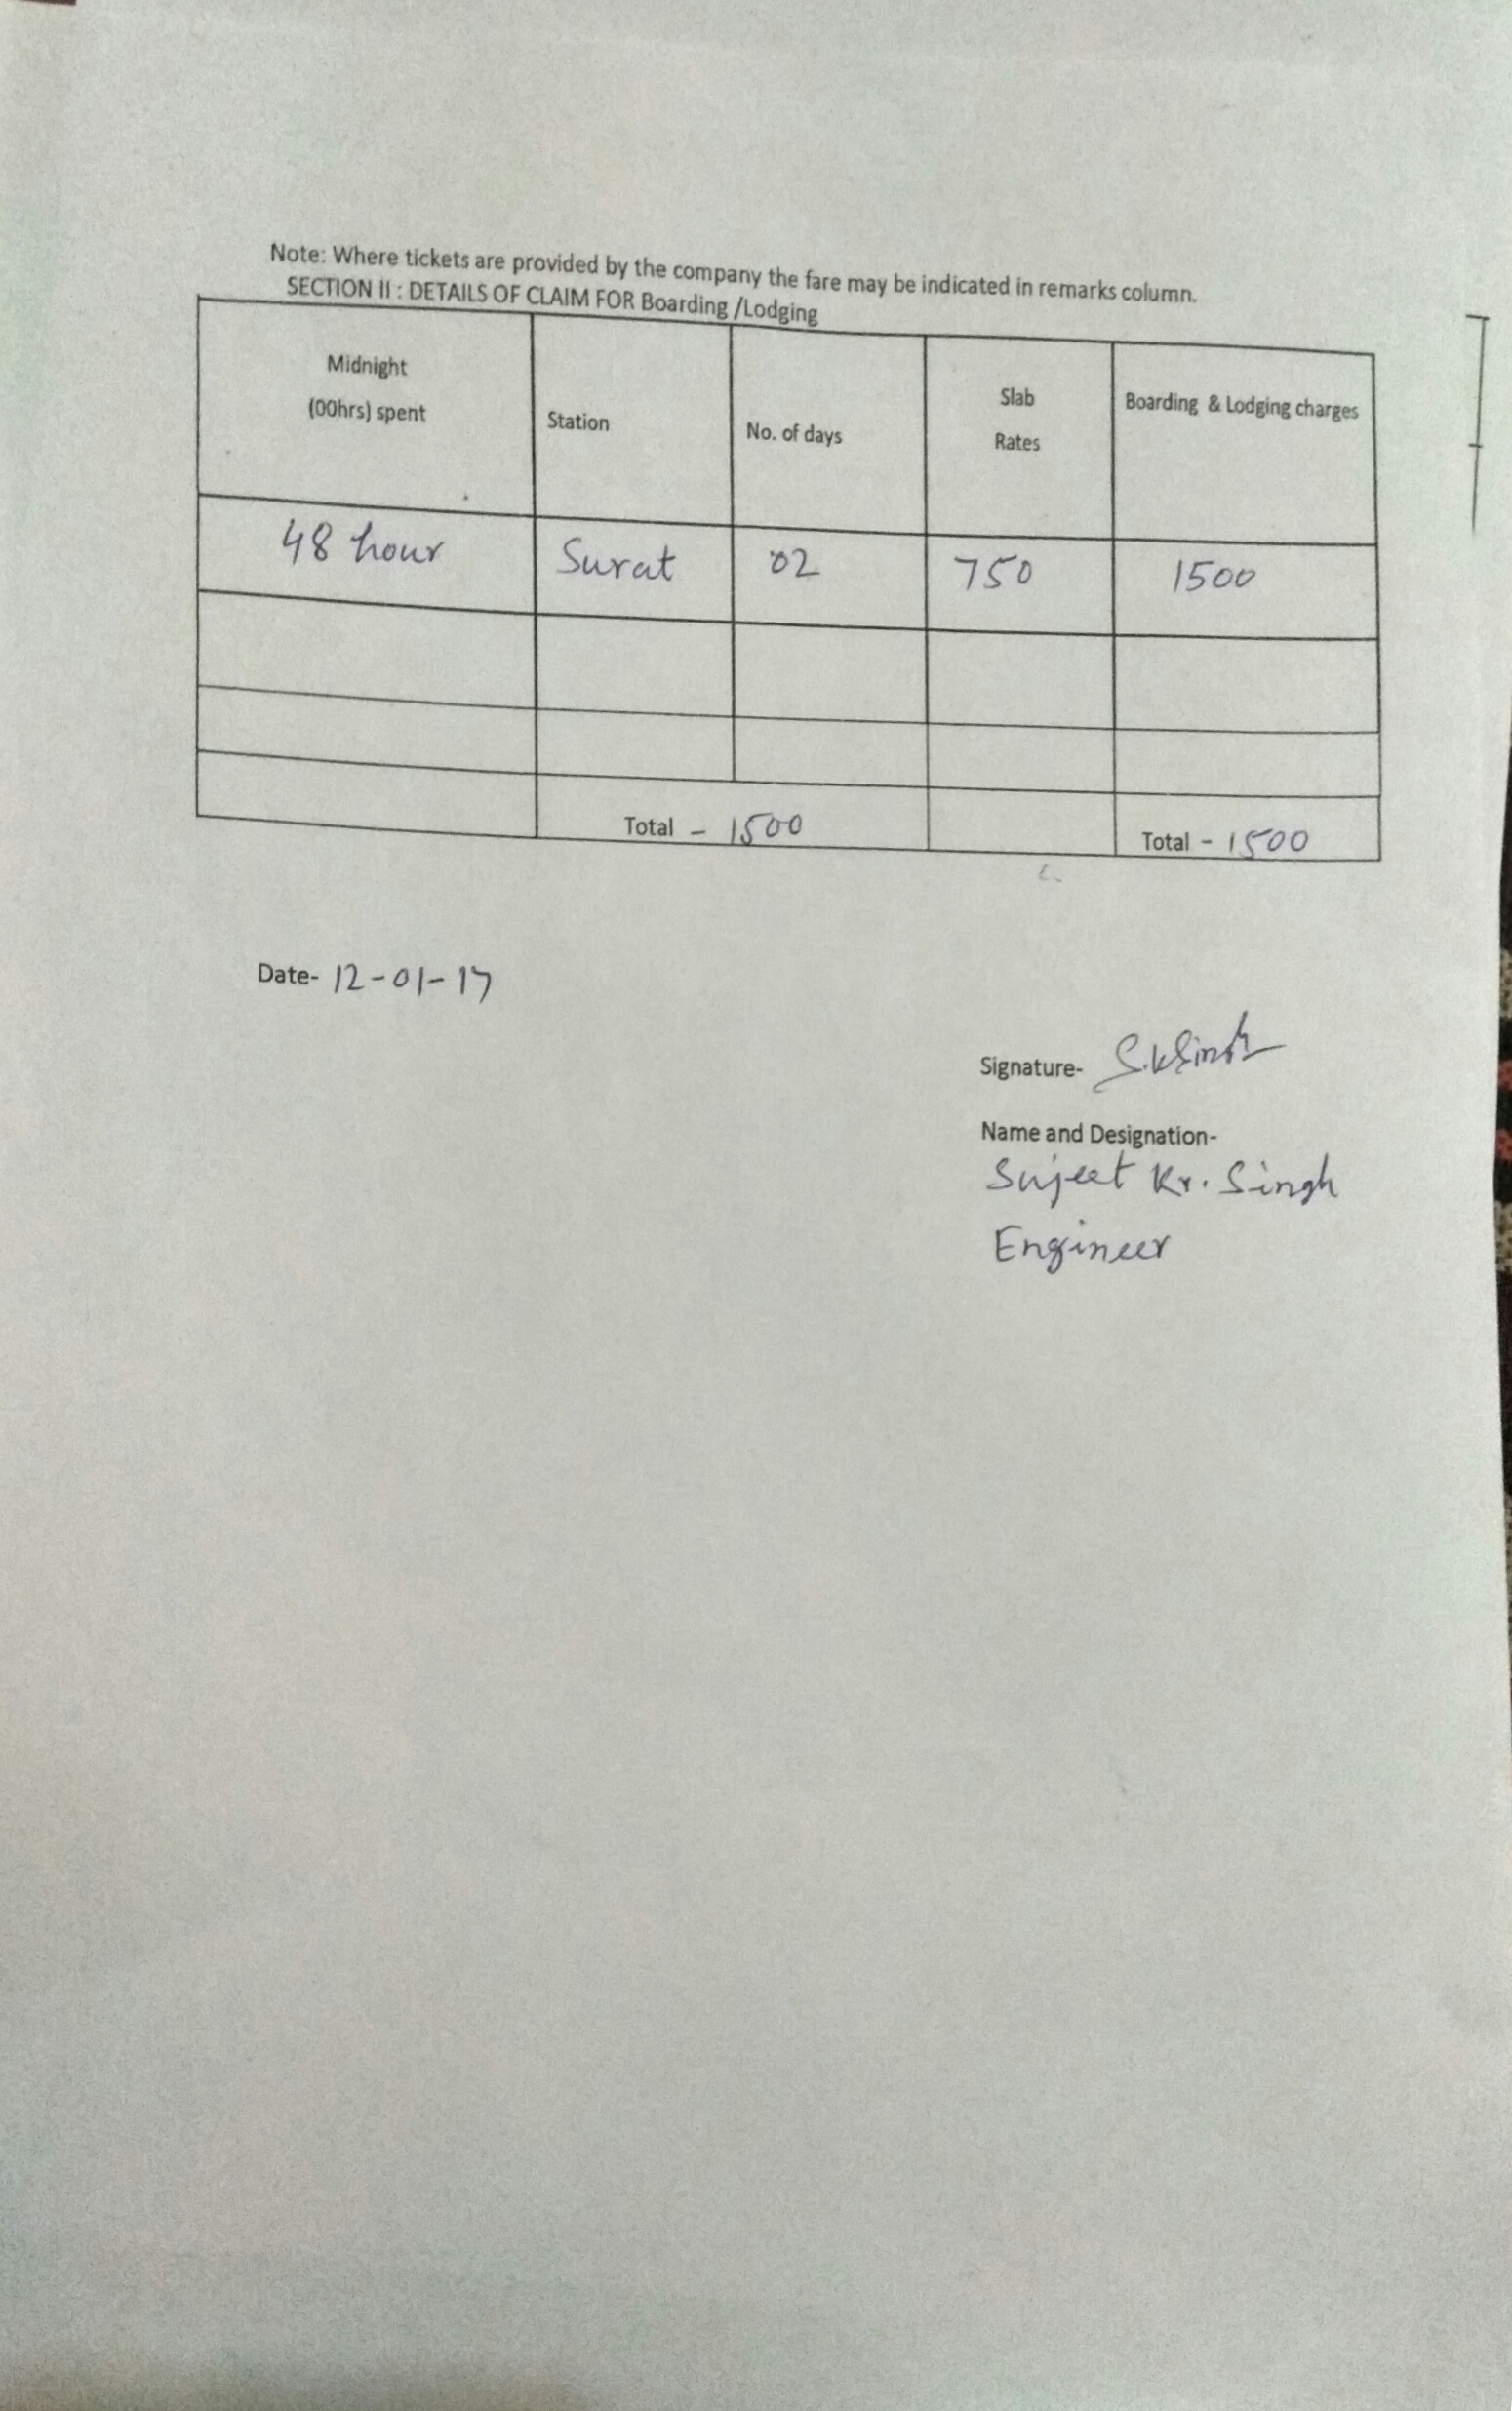 Note: Where tickets are provided by the company the fare may be indicated in remarks column.
SECTION II : DETAILS OF CLAIM FOR Boarding /Lodging
Midnight (00hrs) spent Station No. of days Slab Rates Boarding & Lodging charges
48 hour Surat 02 750 1500
Total - 1500 Total - 1500
Date- 12-01-17
Signature- S.K Singh
Name and Designation-
Sujeet Kr. Singh
Engineer